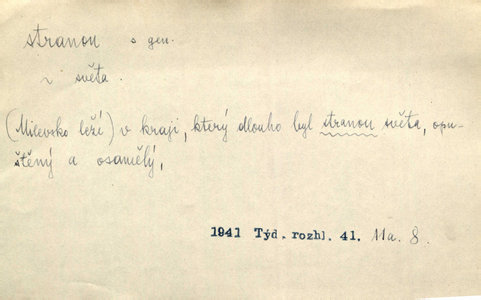 stranou s gen.
~ světa.
(Milevsko leží) v kraji, který dlouho byl stranou světa, opu-
štěný a osamělý.
1941 Týd. rozhl. 41. 11a. 8.